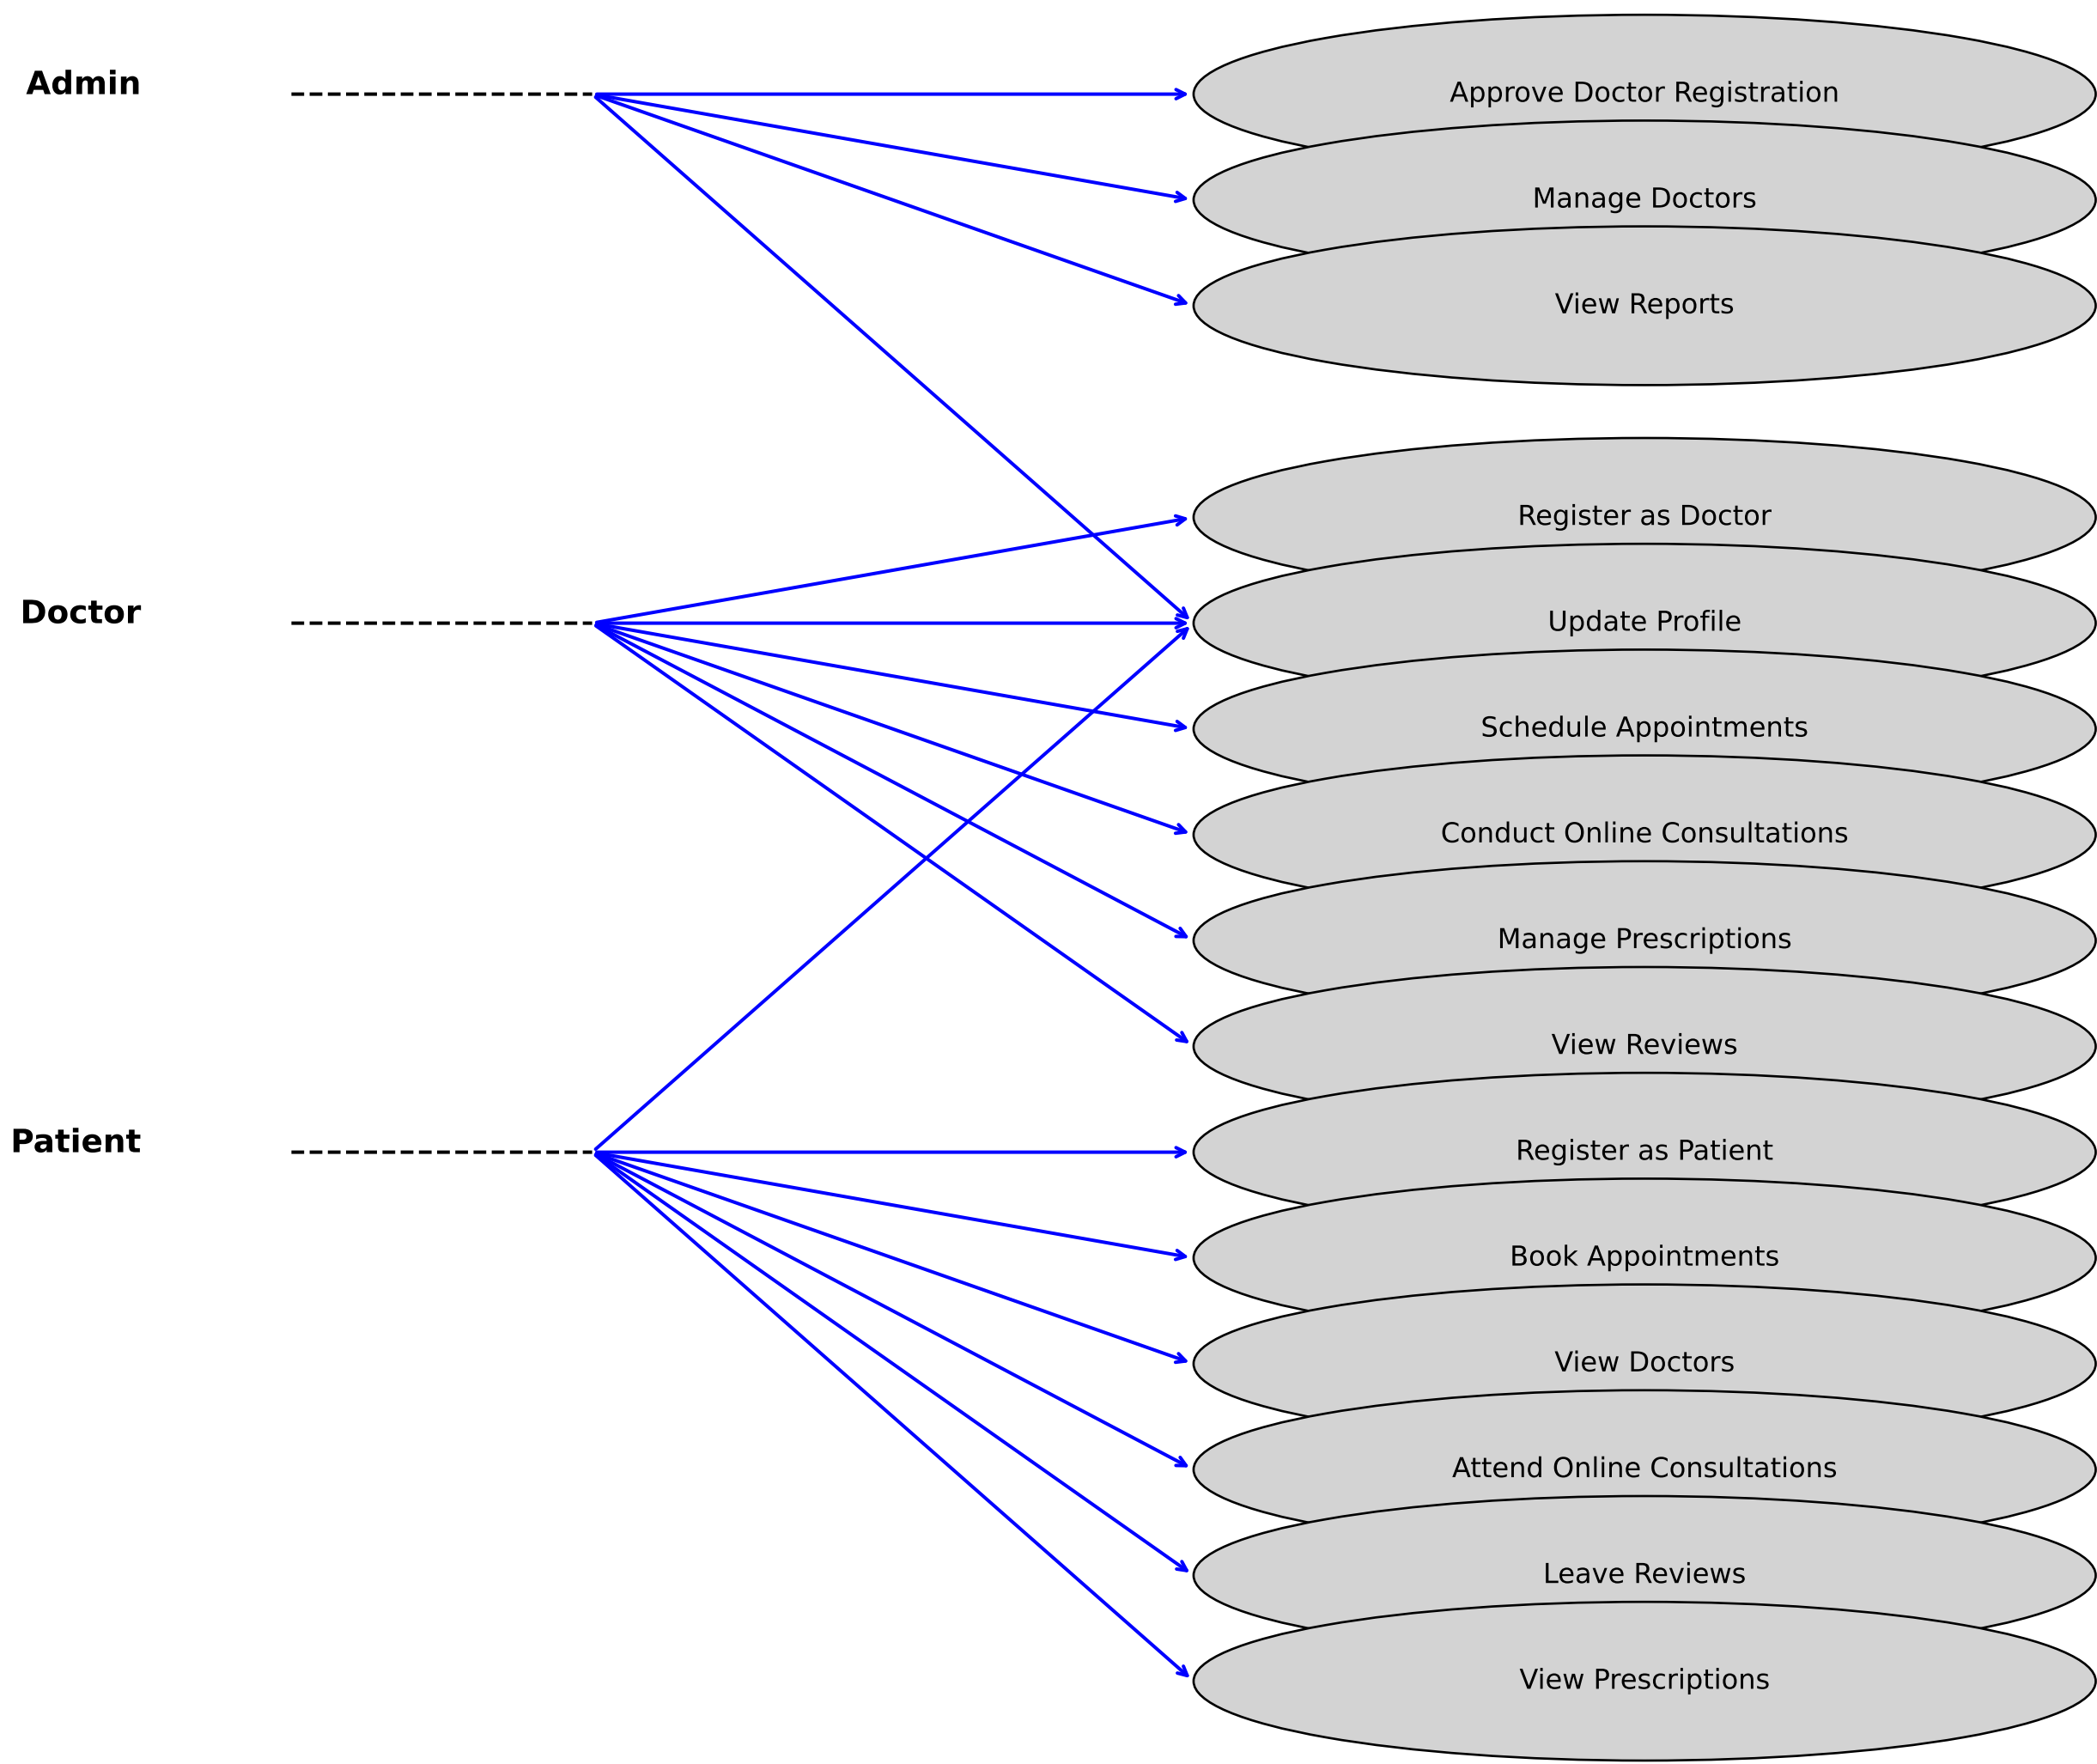 Admin
Approve Doctor Registration
Manage Doctors
View Reports
Register as Doctor
Doctor
Update Profile
Schedule Appointments
Conduct Online Consultations
Manage Prescriptions
View Reviews
Patient
Register as Patient
Book Appointments
View Doctors
Attend Online Consultations
Leave Reviews
View Prescriptions